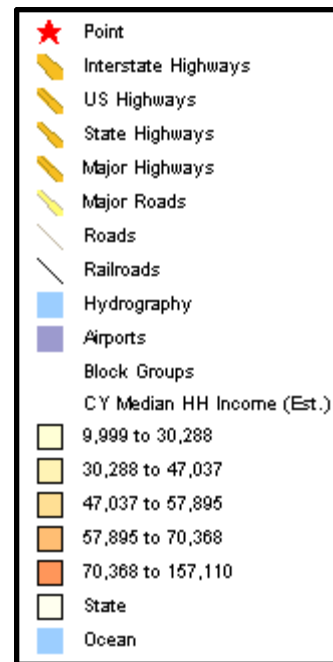 Point
Interstate Highways
US Highways
State Highways
Major Highways
Major Roads
Roads
Railroads
Hydrography
Airports
Block Groups
CY Median HH Income (Est.)
9,999 to 30,288
30,288 to 47,037
47,037 to 57,895
57,895 to 70,368
70,368 to 157,110
State
Ocean